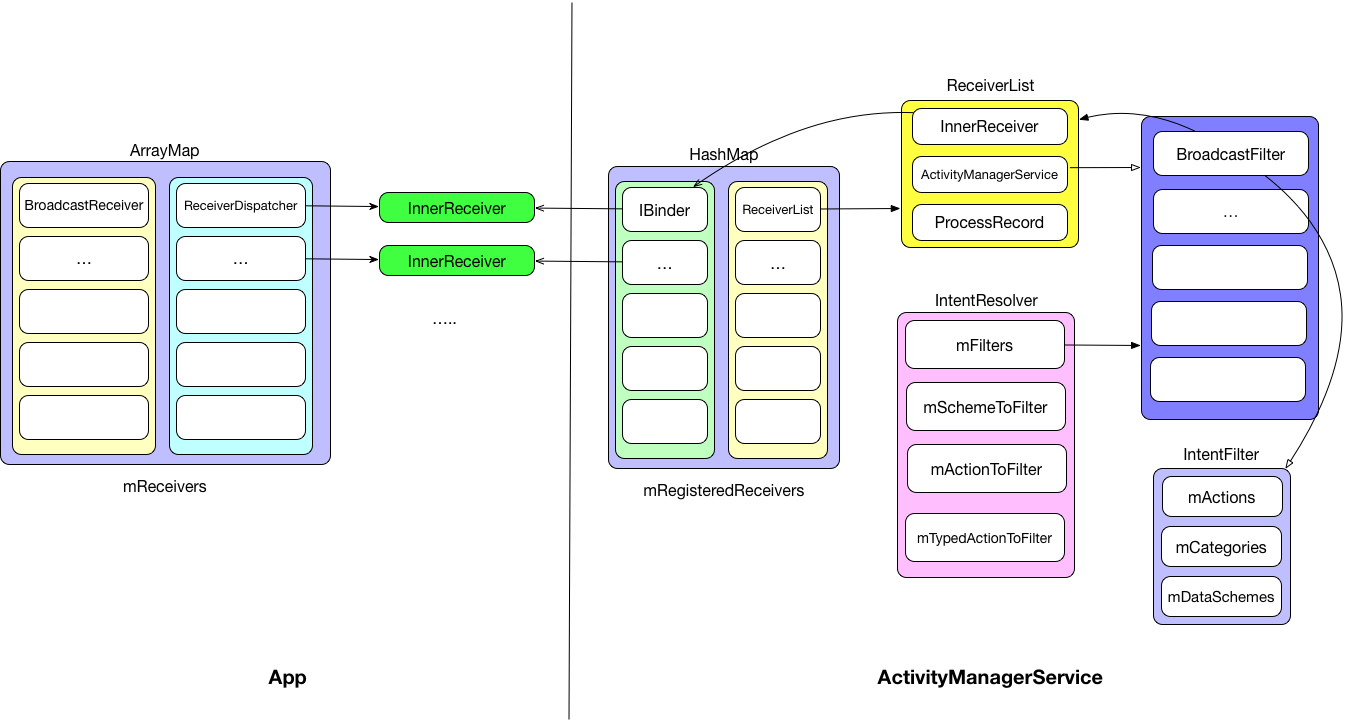 ArrayMap
BroadcastReceiver
ReceiverDispatcher
...
...
mReceivers
InnerReceiver
InnerReceiver
.....
App
HashMap
IBinder
ReceiverList
...
...
mRegisteredReceivers
ReceiverList
InnerReceiver
ActivityManagerService
ProcessRecord
IntentResolver
mFilters
mSchemeToFilter
mActionToFilter
mTypedActionToFilter
BroadcastFilter
...
IntentFilter
mActions
mCategories
mDataSchemes
ActivityManagerService